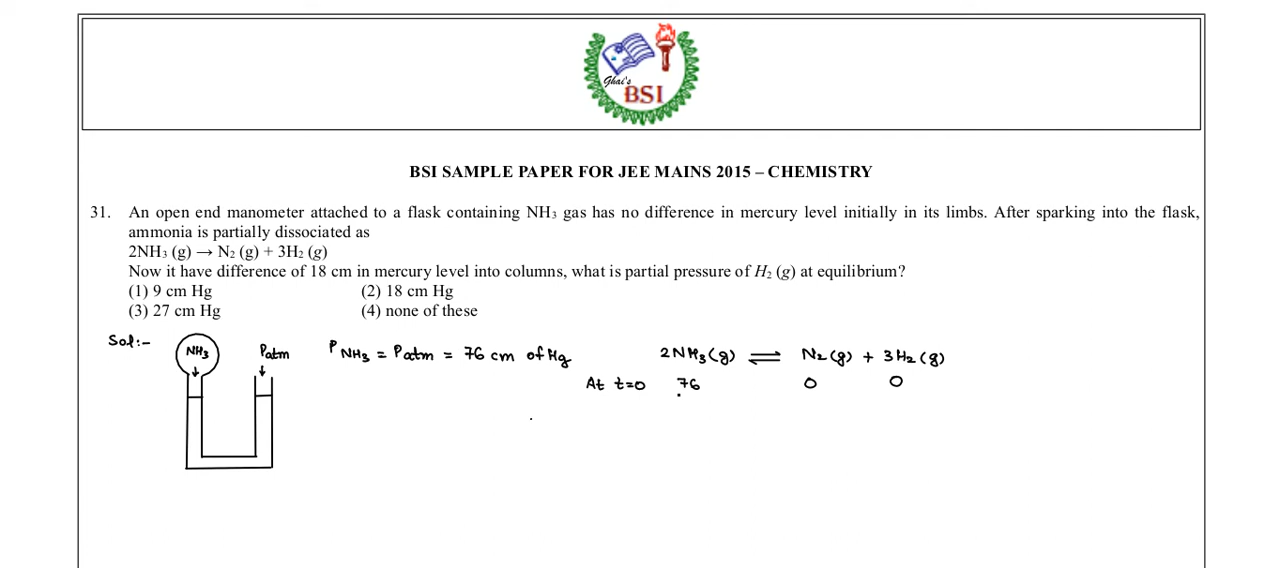 Ghai's
BSI
BSI SAMPLE PAPER FOR JEE MAINS 2015 – CHEMISTRY
31. An open end manometer attached to a flask containing NH₃ gas has no difference in mercury level initially in its limbs. After sparking into the flask,
ammonia is partially dissociated as
2NH₃ (g) → N₂ (g) + 3H₂ (g)
Now it have difference of 18 cm in mercury level into columns, what is partial pressure of H₂ (g) at equilibrium?
(1) 9 cm Hg (2) 18 cm Hg
(3) 27 cm Hg (4) none of these
Sol:-
NH₃ Patm P NH₃ = Patm = 76 cm of Hg 2NH₃(g) ⇌ N₂(g) + 3H₂(g)
At t=0 76 0 0